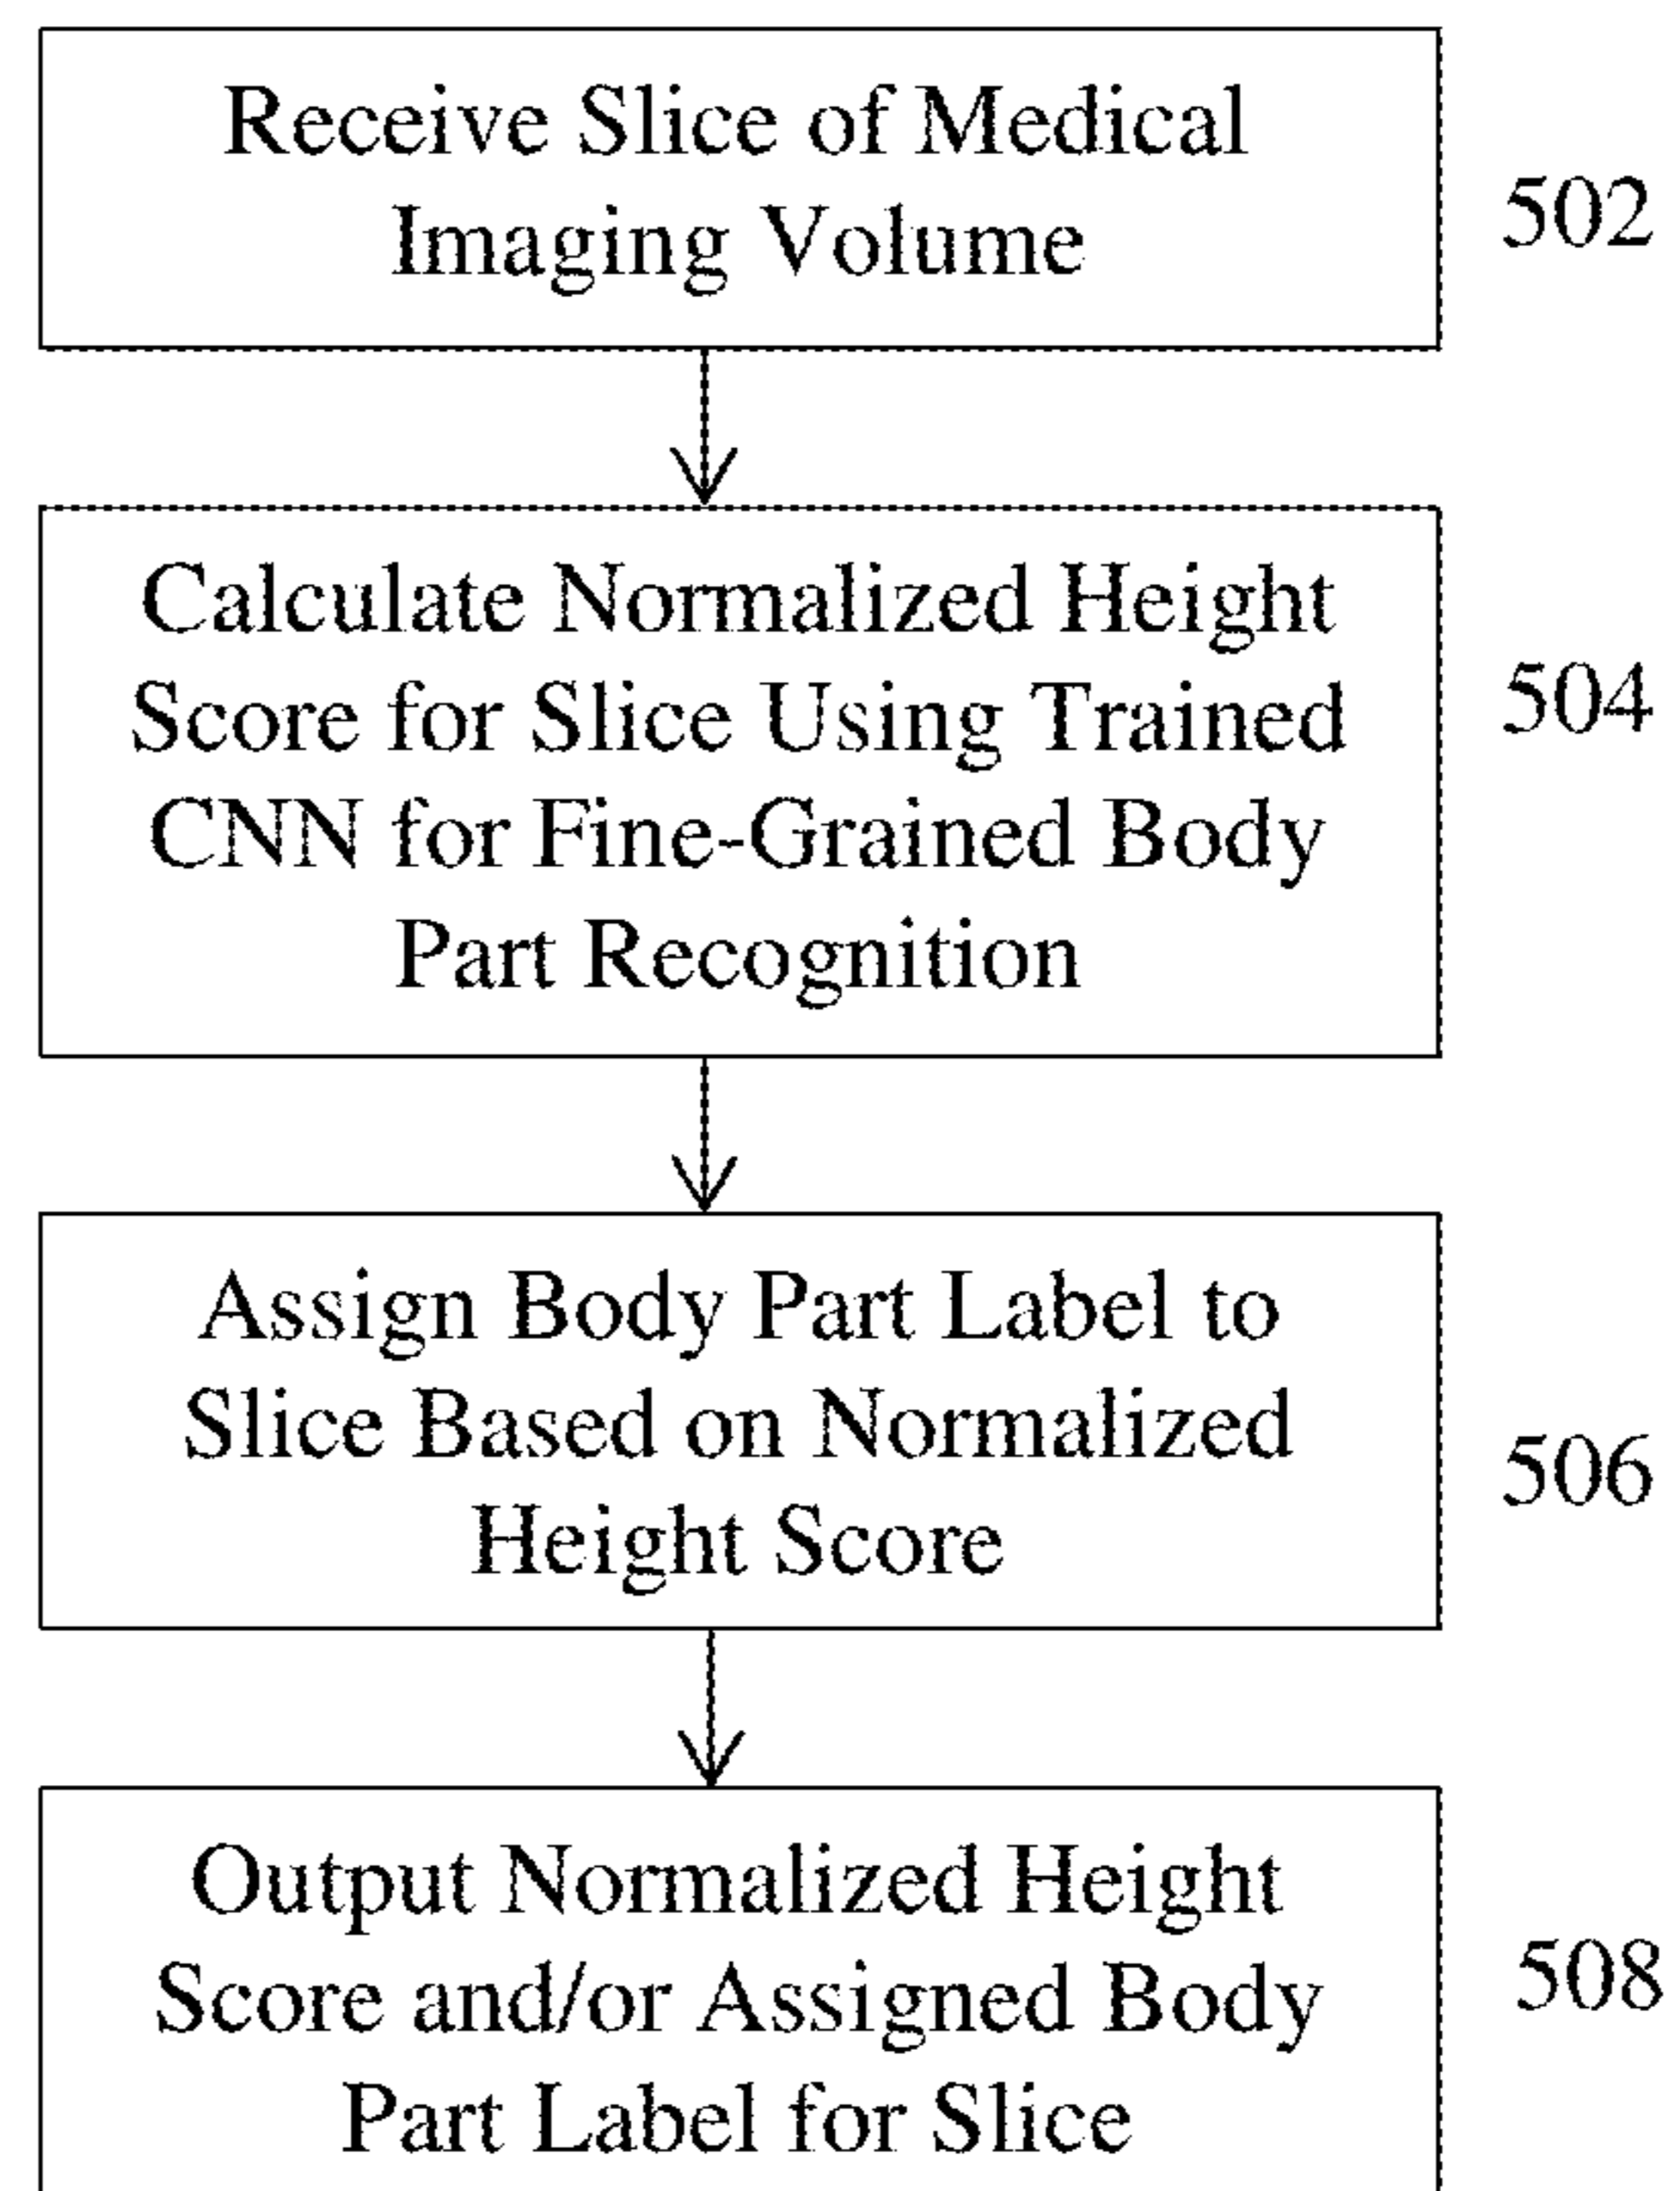 Receive Slice of Medical
Imaging Volume
502
Calculate Normalized Height
Score for Slice Using Trained
CNN for Fine-Grained Body
Part Recognition
504
Assign Body Part Label to
Slice Based on Normalized
Height Score
506
Output Normalized Height
Score and/or Assigned Body
Part Label for Slice
508